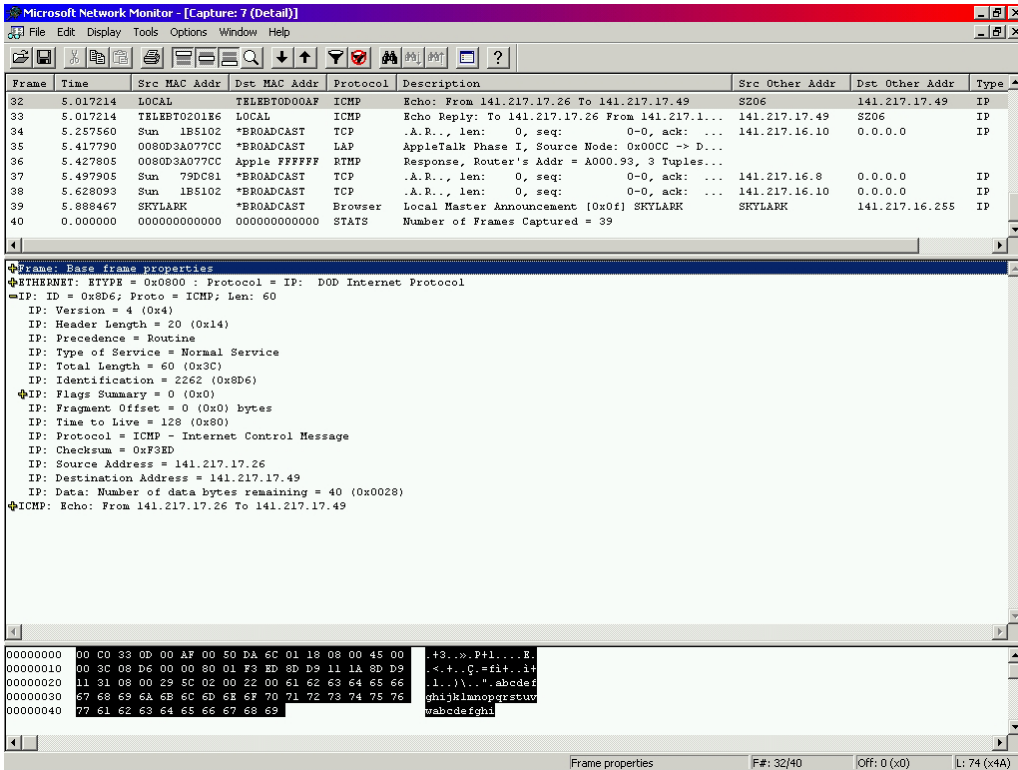 Microsoft Network Monitor - [Capture: 7 (Detail)]
File Edit Display Tools Options Window Help
Frame Time Src MAC Addr Dst MAC Addr Protocol Description Src Other Addr Dst Other Addr Type
32 5.017214 LOCAL TELEBT0D00AF ICMP Echo: From 141.217.17.26 To 141.217.17.49 SZ06 141.217.17.49 IP
33 5.017214 TELEBT0201E6 LOCAL ICMP Echo Reply: To 141.217.17.26 From 141.217.1... 141.217.17.49 SZ06 IP
34 5.257560 Sun 1B5102 *BROADCAST TCP .A.R.., len: 0, seq: 0-0, ack: ... 141.217.16.10 0.0.0.0 IP
35 5.417790 0080D3A077CC *BROADCAST LAP AppleTalk Phase I, Source Node: 0x00CC -> D...
36 5.427805 0080D3A077CC Apple FFFFFF RTMP Response, Router's Addr = A000.93, 3 Tuples...
37 5.497905 Sun 79DC81 *BROADCAST TCP .A.R.., len: 0, seq: 0-0, ack: ... 141.217.16.8 0.0.0.0 IP
38 5.628093 Sun 1B5102 *BROADCAST TCP .A.R.., len: 0, seq: 0-0, ack: ... 141.217.16.10 0.0.0.0 IP
39 5.888467 SKYLARK *BROADCAST Browser Local Master Announcement [0x0f] SKYLARK SKYLARK 141.217.16.255 IP
40 0.000000 000000000000 000000000000 STATS Number of Frames Captured = 39
Frame: Base frame properties
ETHERNET: ETYPE = 0x0800 : Protocol = IP: DOD Internet Protocol
IP: ID = 0x8D6; Proto = ICMP; Len: 60
IP: Version = 4 (0x4)
IP: Header Length = 20 (0x14)
IP: Precedence = Routine
IP: Type of Service = Normal Service
IP: Total Length = 60 (0x3C)
IP: Identification = 2262 (0x8D6)
IP: Flags Summary = 0 (0x0)
IP: Fragment Offset = 0 (0x0) bytes
IP: Time to Live = 128 (0x80)
IP: Protocol = ICMP - Internet Control Message
IP: Checksum = 0xF3ED
IP: Source Address = 141.217.17.26
IP: Destination Address = 141.217.17.49
IP: Data: Number of data bytes remaining = 40 (0x0028)
ICMP: Echo: From 141.217.17.26 To 141.217.17.49
00000000 00 C0 33 0D 00 AF 00 50 DA 6C 01 18 08 00 45 00 .+3..».P+l....E.
00000010 00 3C 08 D6 00 00 80 01 F3 ED 8D D9 11 1A 8D D9 .<.+..Ç.=fi+..i+
00000020 11 31 08 00 29 5C 02 00 22 00 61 62 63 64 65 66 .1..)\..".abcdef
00000030 67 68 69 6A 6B 6C 6D 6E 6F 70 71 72 73 74 75 76 ghijklmnopqrstuv
00000040 77 61 62 63 64 65 66 67 68 69 wabcdefghi
Frame properties F#: 32/40 Off: 0 (x0) L: 74 (x4A)